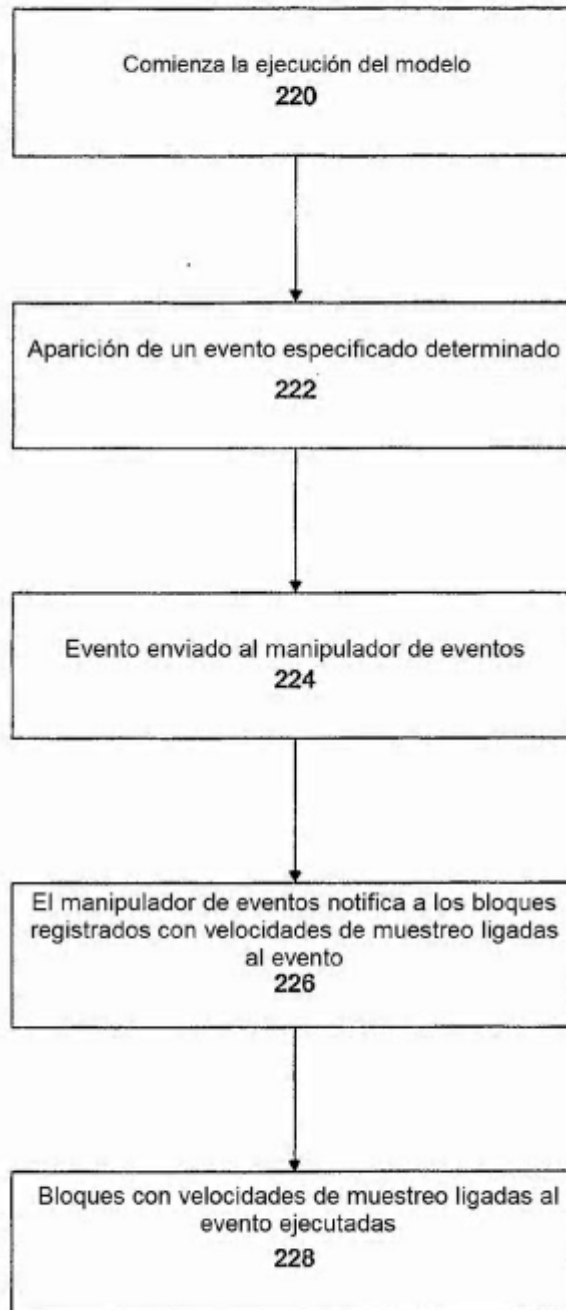 Comienza la ejecución del modelo
220
Aparición de un evento especificado determinado
222
Evento enviado al manipulador de eventos
224
El manipulador de eventos notifica a los bloques
registrados con velocidades de muestreo ligadas
al evento
226
Bloques con velocidades de muestreo ligadas al
evento ejecutadas
228